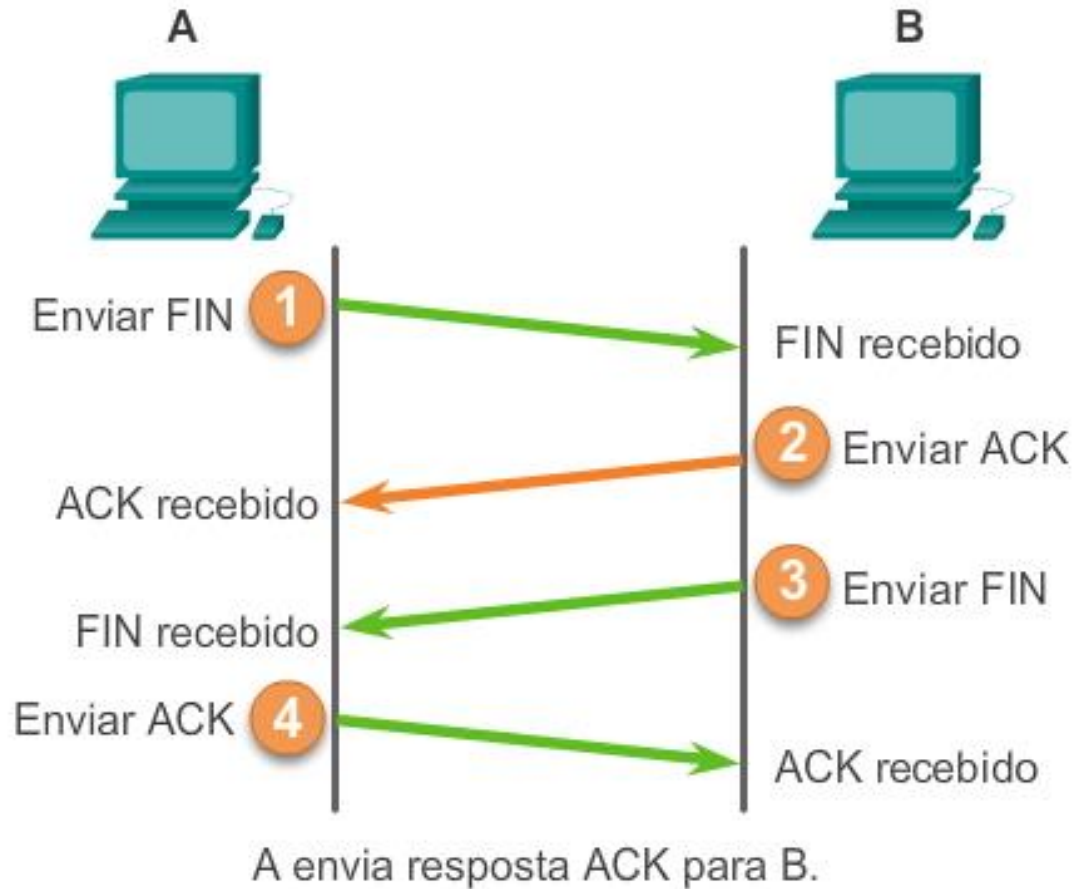 A
B
Enviar FIN 1
FIN recebido
2 Enviar ACK
ACK recebido
3 Enviar FIN
FIN recebido
Enviar ACK 4
ACK recebido
A envia resposta ACK para B.